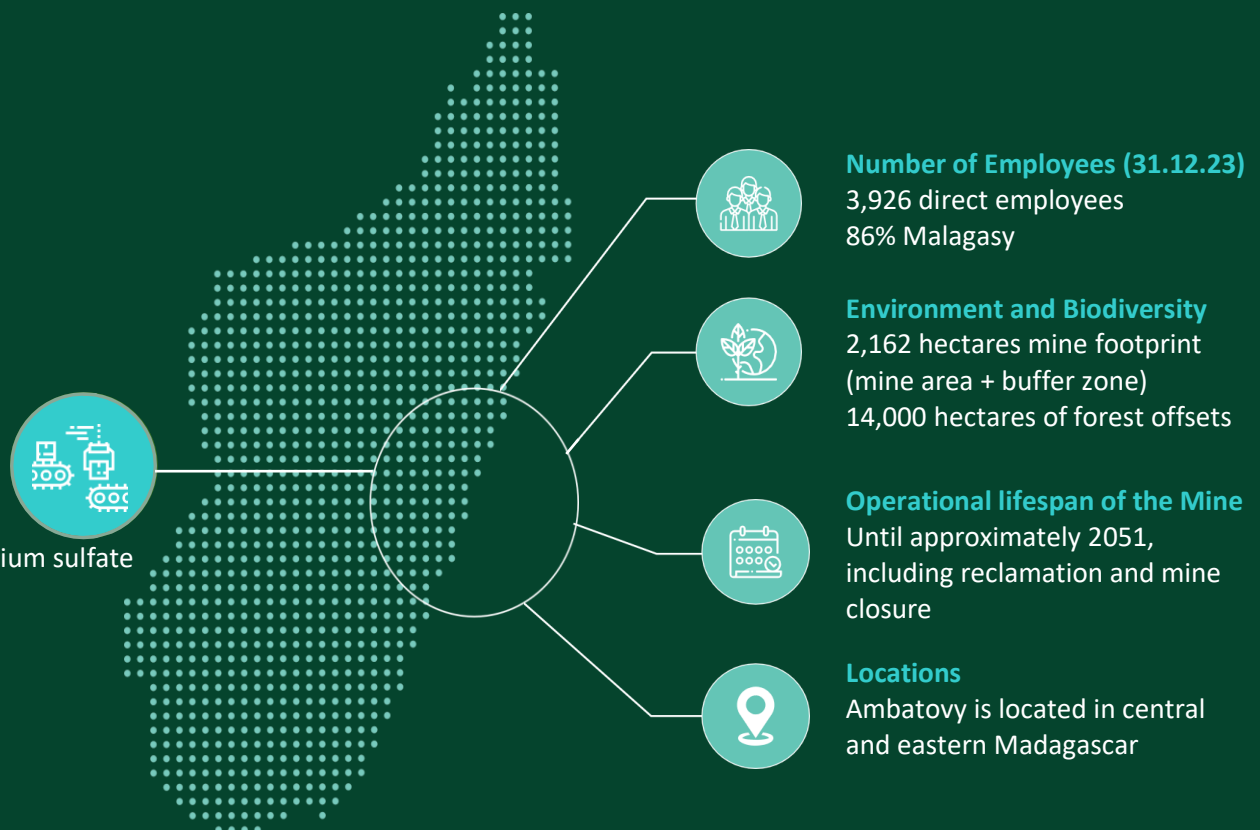 Number of Employees (31.12.23)
3,926 direct employees
86% Malagasy
Environment and Biodiversity
2,162 hectares mine footprint
(mine area + buffer zone)
14,000 hectares of forest offsets
ium sulfate
Operational lifespan of the Mine
Until approximately 2051,
including reclamation and mine
closure
Locations
Ambatovy is located in central
and eastern Madagascar